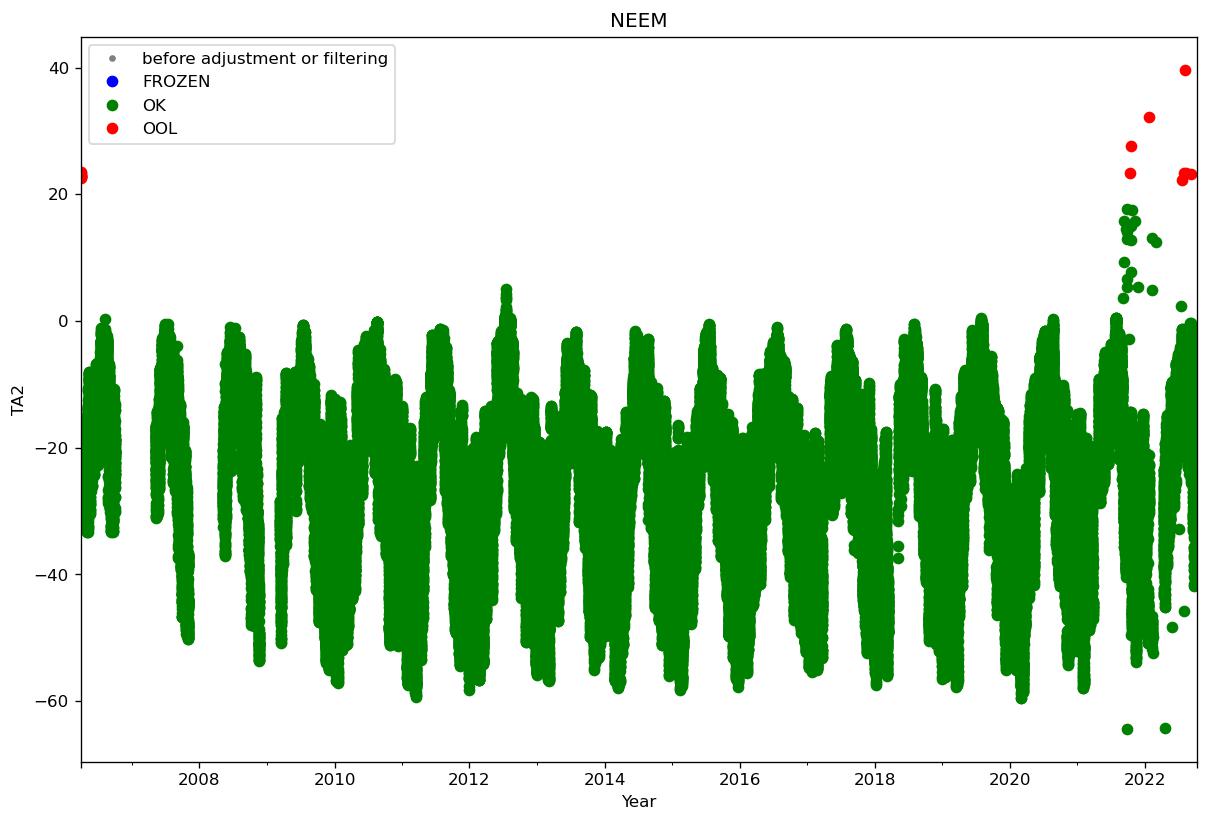 NEEM
before adjustment or filtering
FROZEN
OK
OOL
40
20
0
−20
−40
−60
TA2
2008 2010 2012 2014 2016 2018 2020 2022
Year